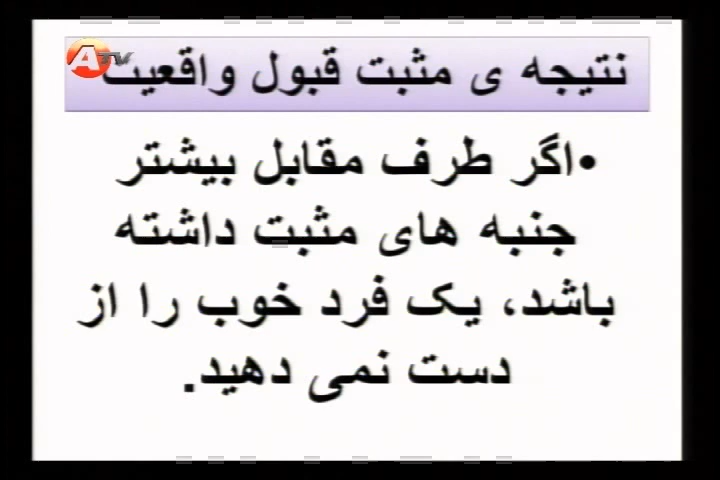 ATV
نتیجه ی مثبت قبول واقعیت
•اگر طرف مقابل بیشتر
جنبه های مثبت داشته
باشد، یک فرد خوب را از
دست نمی دهید.